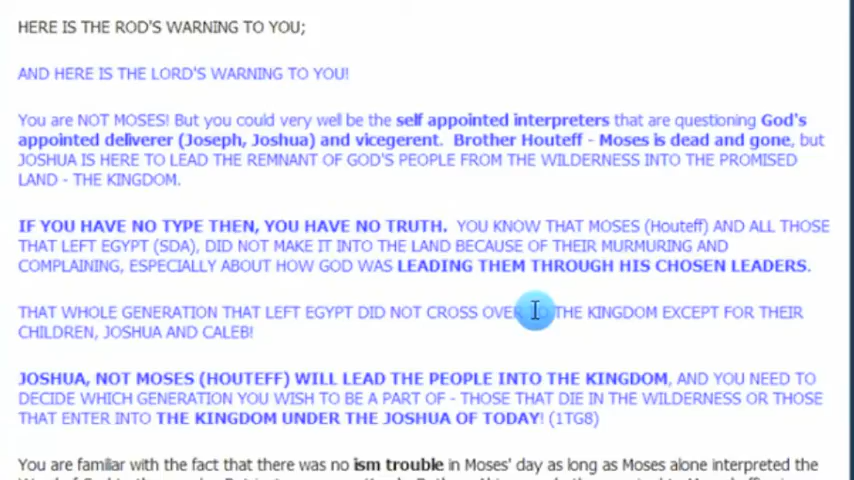 HERE IS THE ROD'S WARNING TO YOU;
AND HERE IS THE LORD'S WARNING TO YOU!
You are NOT MOSES! But you could very well be the self appointed interpreters that are questioning God's
appointed deliverer (Joseph, Joshua) and vicegerent. Brother Houteff - Moses is dead and gone, but
JOSHUA IS HERE TO LEAD THE REMNANT OF GOD'S PEOPLE FROM THE WILDERNESS INTO THE PROMISED
LAND - THE KINGDOM.
IF YOU HAVE NO TYPE THEN, YOU HAVE NO TRUTH. YOU KNOW THAT MOSES (Houteff) AND ALL THOSE
THAT LEFT EGYPT (SDA), DID NOT MAKE IT INTO THE LAND BECAUSE OF THEIR MURMURING AND
COMPLAINING, ESPECIALLY ABOUT HOW GOD WAS LEADING THEM THROUGH HIS CHOSEN LEADERS.
THAT WHOLE GENERATION THAT LEFT EGYPT DID NOT CROSS OVER TO THE KINGDOM EXCEPT FOR THEIR
CHILDREN, JOSHUA AND CALEB!
JOSHUA, NOT MOSES (HOUTEFF) WILL LEAD THE PEOPLE INTO THE KINGDOM, AND YOU NEED TO
DECIDE WHICH GENERATION YOU WISH TO BE A PART OF - THOSE THAT DIE IN THE WILDERNESS OR THOSE
THAT ENTER INTO THE KINGDOM UNDER THE JOSHUA OF TODAY! (1TG8)
You are familiar with the fact that there was no ism trouble in Moses' day as long as Moses alone interpreted the